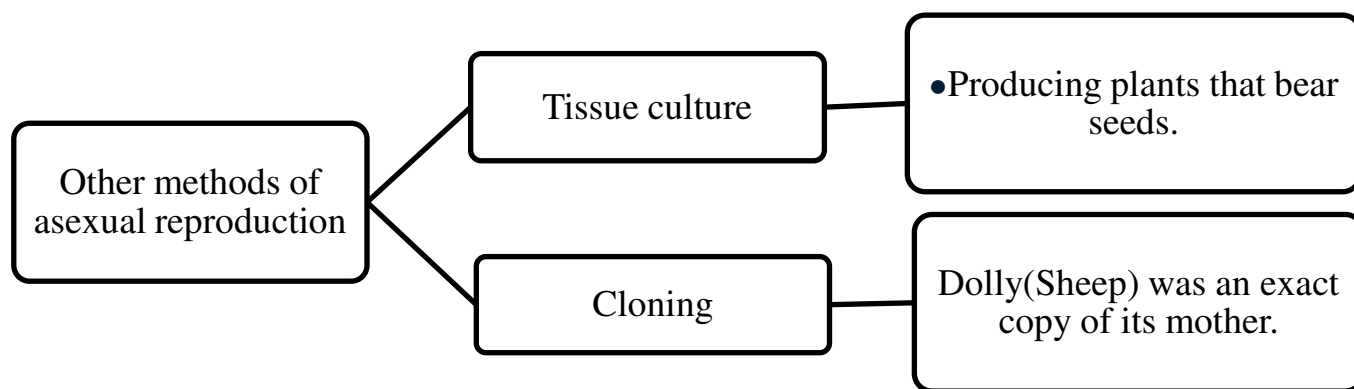 Other methods of
asexual reproduction
Tissue culture
•Producing plants that bear
seeds.
Cloning
Dolly(Sheep) was an exact
copy of its mother.